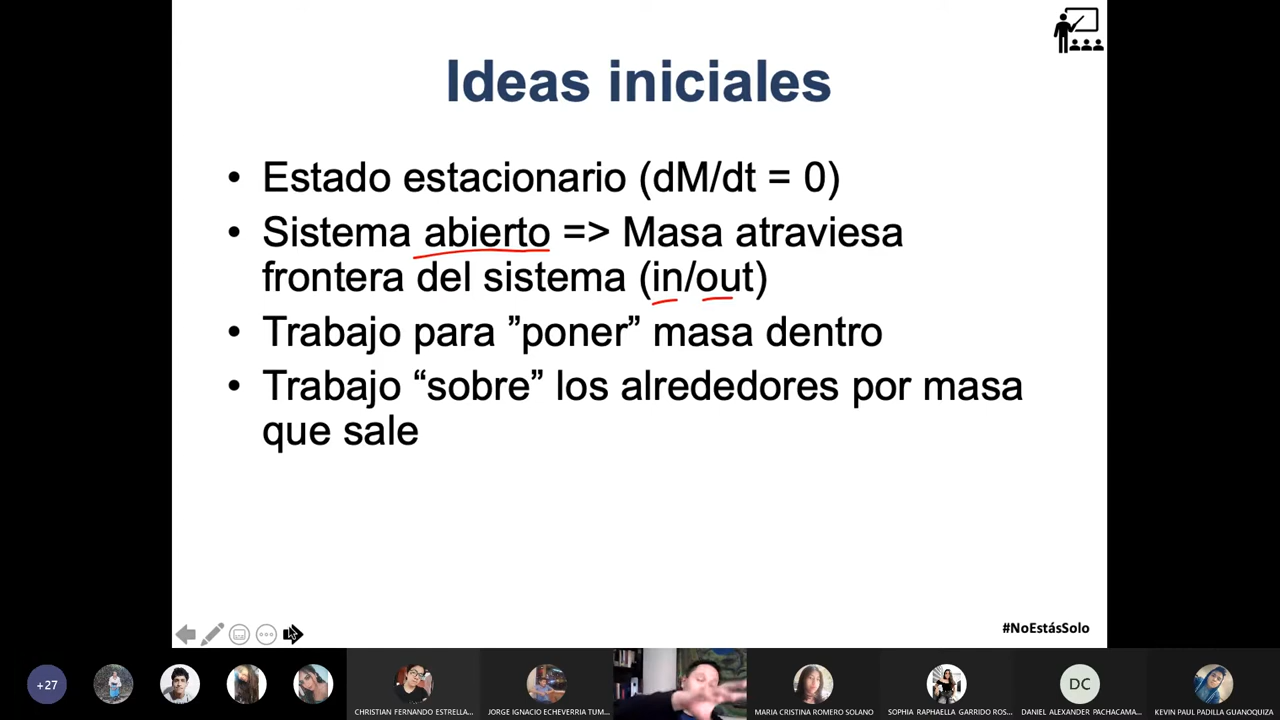 Ideas iniciales
• Estado estacionario (dM/dt = 0)
• Sistema abierto => Masa atraviesa
frontera del sistema (in/out)
• Trabajo para ”poner” masa dentro
• Trabajo “sobre” los alrededores por masa
que sale
#NoEstásSolo
+27
CHRISTIAN FERNANDO ESTRELLA...
JORGE IGNACIO ECHEVERRIA TUM...
MARIA CRISTINA ROMERO SOLANO
SOPHIA RAPHAELLA GARRIDO ROS...
DC
DANIEL ALEXANDER PACHACAMA...
KEVIN PAUL PADILLA GUANOQUIZA